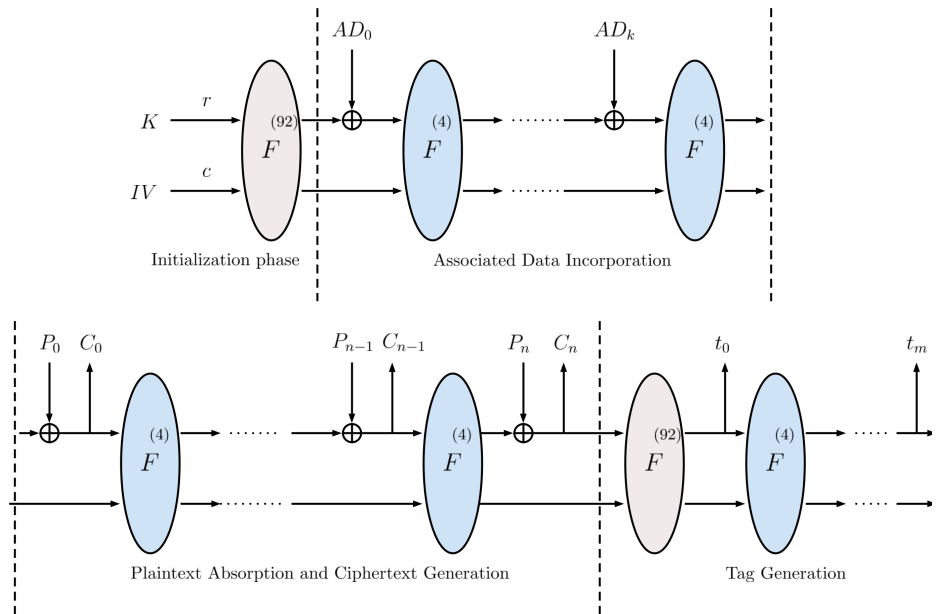 AD_0 AD_k
r
K F^(92) F^(4) ....... F^(4)
c
IV .......
Initialization phase Associated Data Incorporation
P_0 C_0 P_{n-1} C_{n-1} P_n C_n t_0 t_m
F^(4) ....... F^(4) F^(92) F^(4) .....
....... .....
Plaintext Absorption and Ciphertext Generation Tag Generation